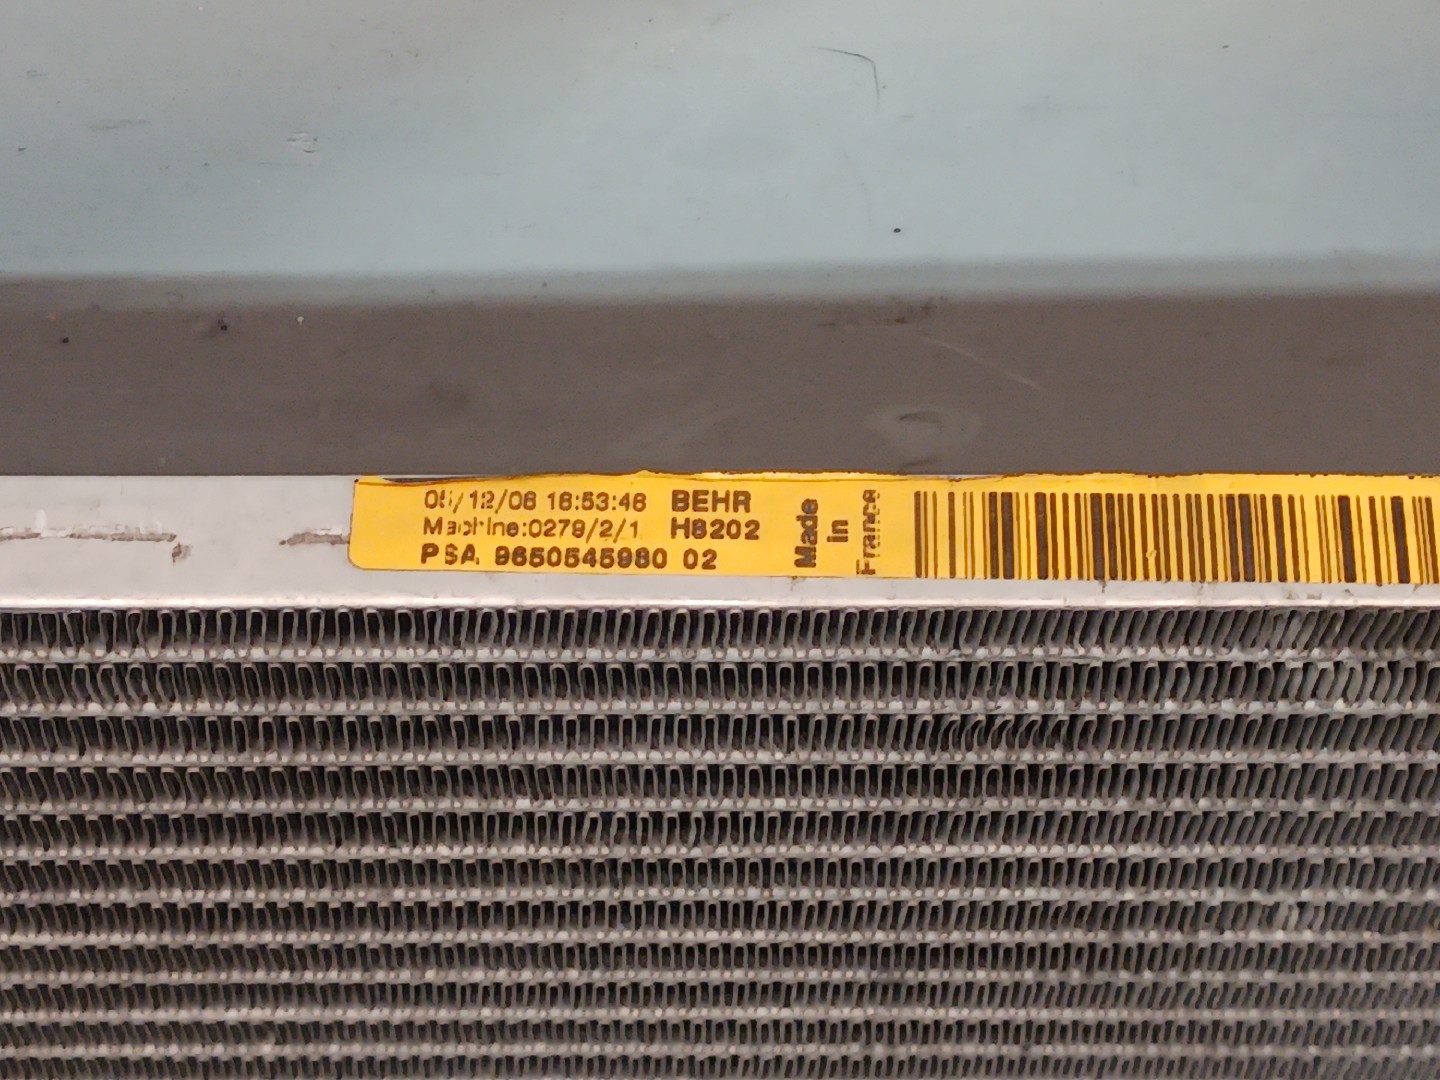 05/12/06 16:53:46 BEHR
Machine:0279/2/1 H8202
PSA 9650545980 02
Made
in
France